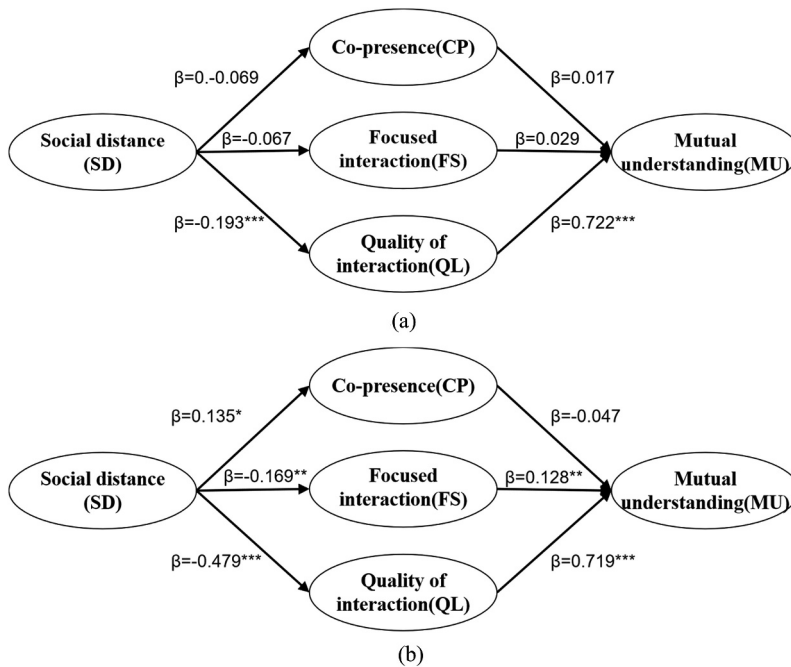 Co-presence(CP)
β=0.-0.069
β=0.017
Social distance
(SD)
β=-0.067
Focused
interaction(FS)
β=0.029
Mutual
understanding(MU)
β=-0.193***
Quality of
interaction(QL)
β=0.722***
(a)
Co-presence(CP)
β=0.135*
β=-0.047
Social distance
(SD)
β=-0.169**
Focused
interaction(FS)
β=0.128**
Mutual
understanding(MU)
β=-0.479***
Quality of
interaction(QL)
β=0.719***
(b)